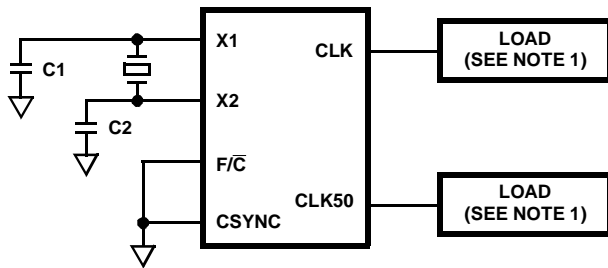 X1
CLK
LOAD
(SEE NOTE 1)
C1
X2
C2
F/C̅
CLK50
LOAD
(SEE NOTE 1)
CSYNC